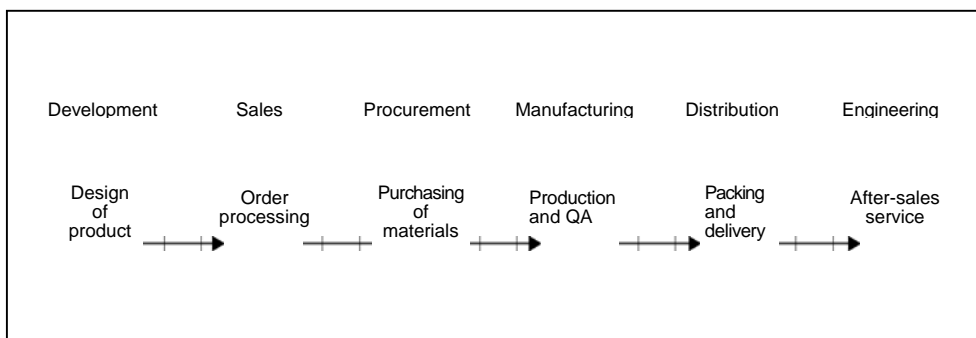 Development Sales Procurement Manufacturing Distribution Engineering
Design
of
product
Order
processing
Purchasing
of
materials
Production
and QA
Packing
and
delivery
After-sales
service